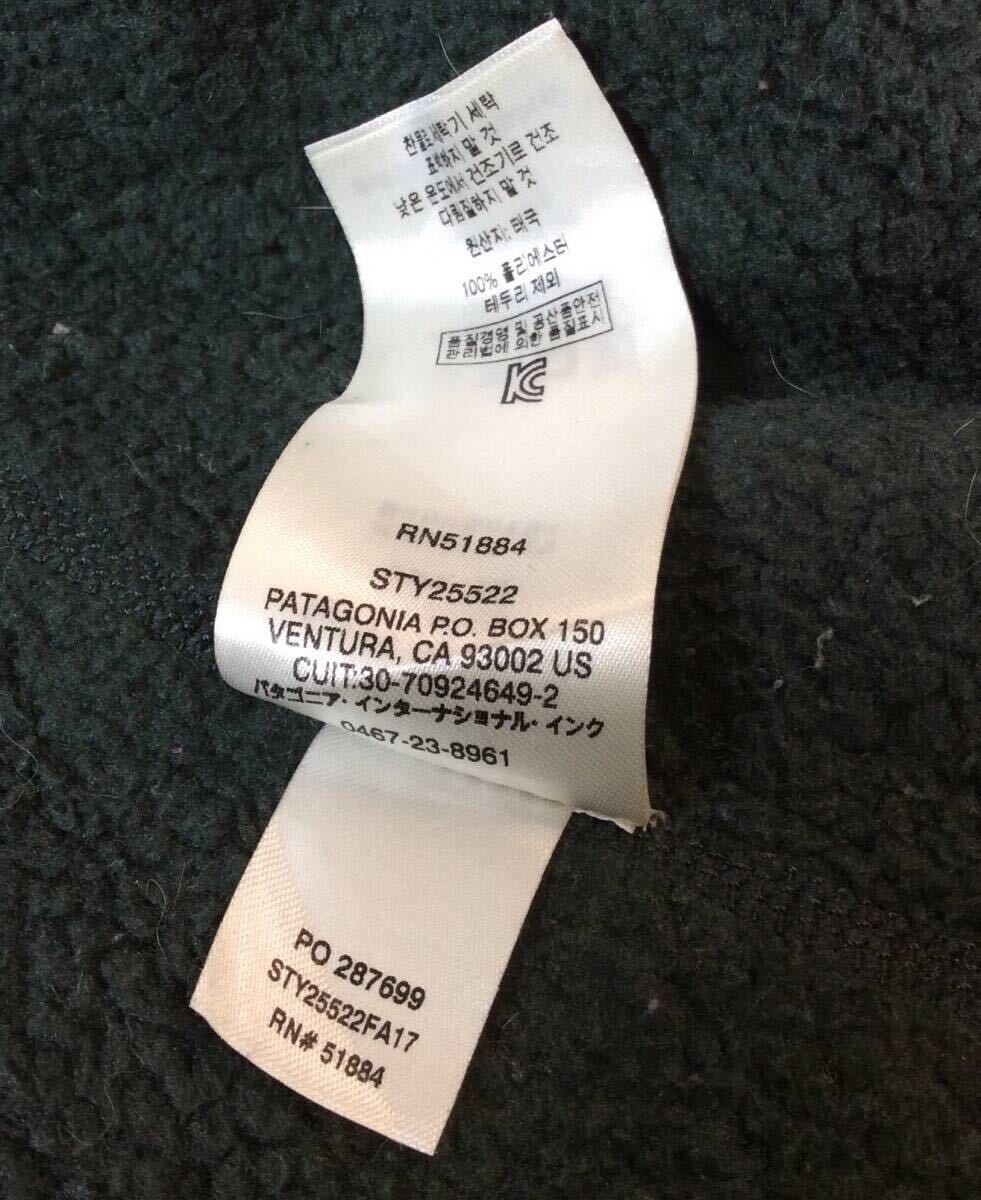 찬물로 세탁기 세탁
표백하지 말 것
낮은 온도에서 건조기로 건조
다림질하지 말 것
원산지: 태국
100% 폴리에스터
테두리 제외
품질경영 및 공산품안전
관리법에 의한 품질표시
KC
RN51884
STY25522
PATAGONIA P.O. BOX 150
VENTURA, CA 93002 US
CUIT:30-70924649-2
パタゴニア・インターナショナル・インク
0467-23-8961
PO 287699
STY25522FA17
RN# 51884